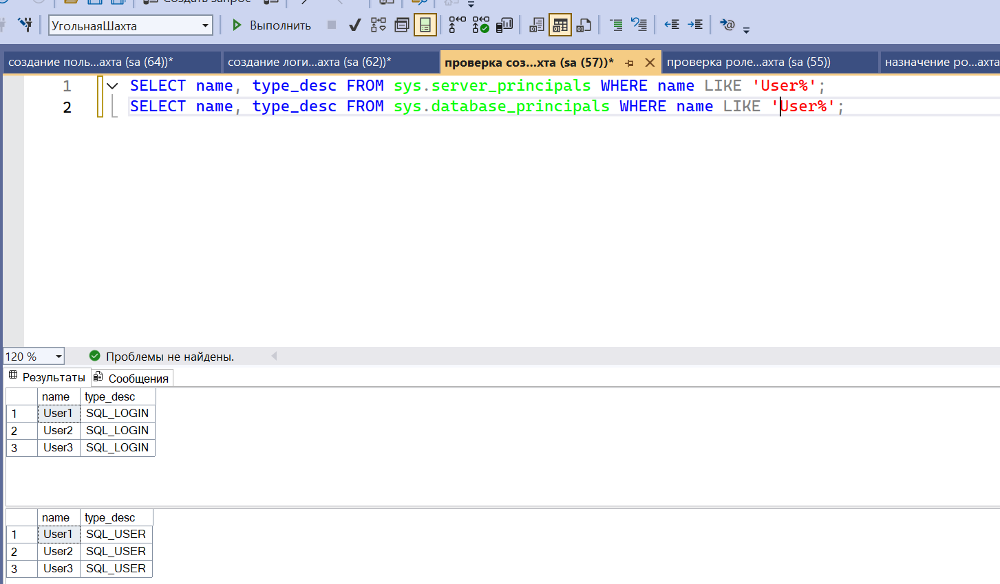 Создать запрос
УгольнаяШахта
Выполнить
создание поль...ахта (sa (64))*
создание логи...ахта (sa (62))*
проверка соз...хта (sa (57))*
проверка роле...ахта (sa (55))
назначение ро...ахта
1 SELECT name, type_desc FROM sys.server_principals WHERE name LIKE 'User%';
2 SELECT name, type_desc FROM sys.database_principals WHERE name LIKE 'User%';
120 %
Проблемы не найдены.
Результаты
Сообщения
name type_desc
1 User1 SQL_LOGIN
2 User2 SQL_LOGIN
3 User3 SQL_LOGIN
name type_desc
1 User1 SQL_USER
2 User2 SQL_USER
3 User3 SQL_USER